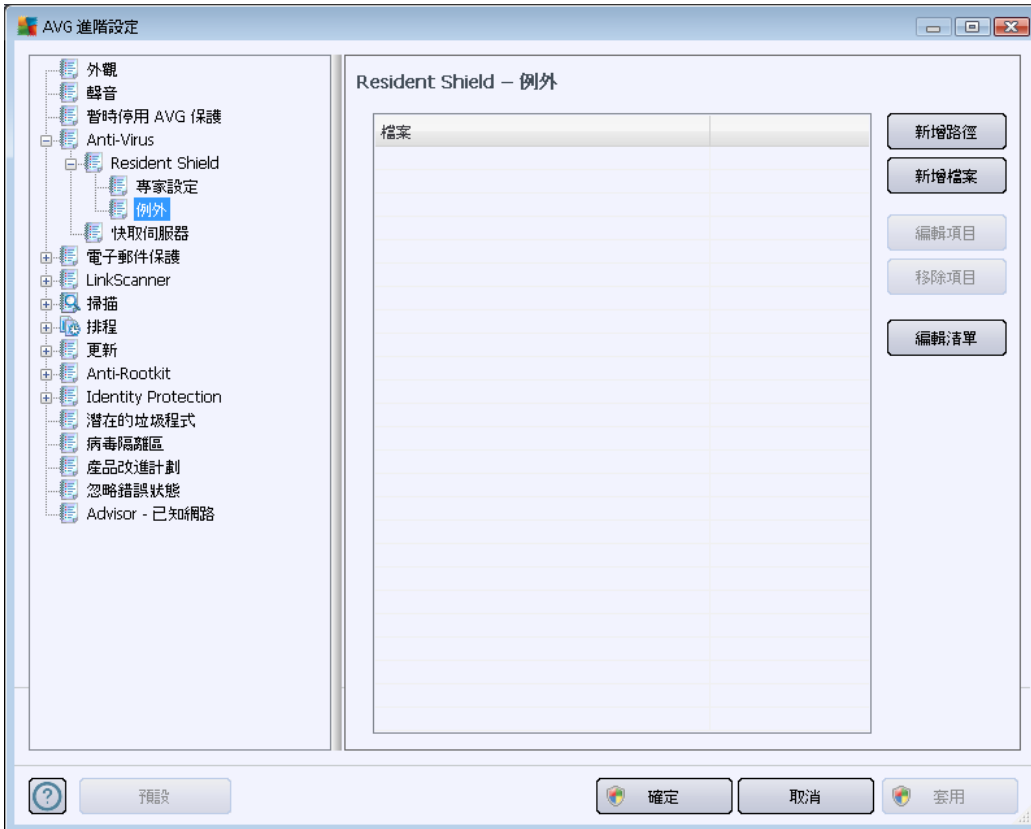 AVG 進階設定
外觀
聲音
暫時停用 AVG 保護
Anti-Virus
Resident Shield
專家設定
例外
快取伺服器
電子郵件保護
LinkScanner
掃描
排程
更新
Anti-Rootkit
Identity Protection
潛在的垃圾程式
病毒隔離區
產品改進計劃
忽略錯誤狀態
Advisor - 已知網路
Resident Shield – 例外
檔案
新增路徑
新增檔案
編輯項目
移除項目
編輯清單
預設
確定
取消
套用